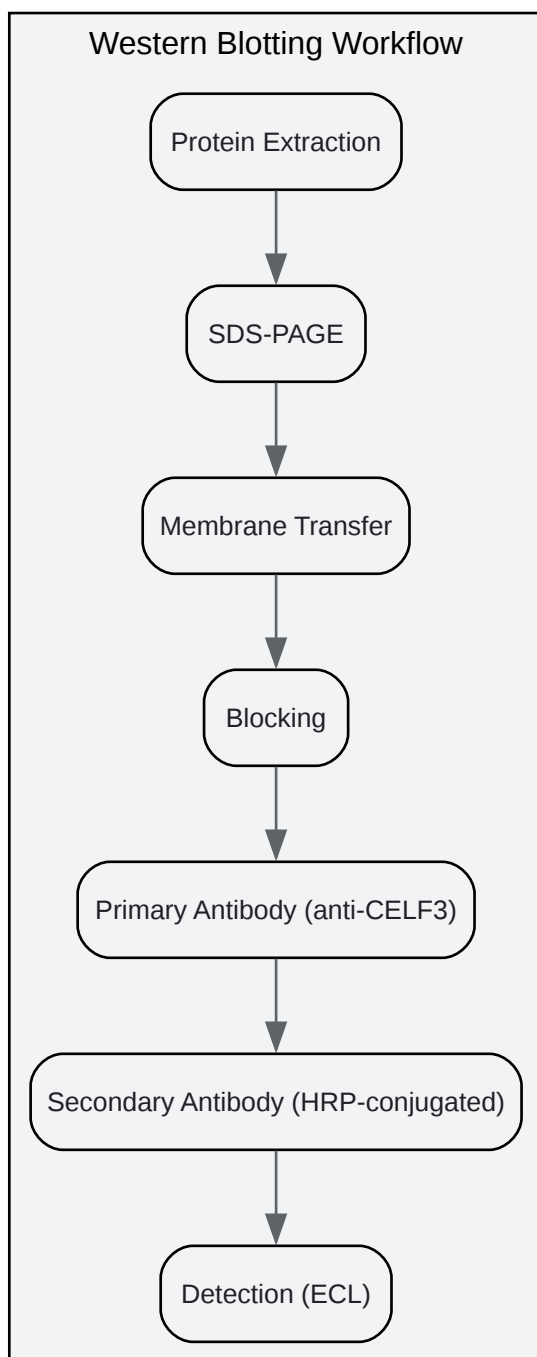 Western Blotting Workflow
Protein Extraction
SDS-PAGE
Membrane Transfer
Blocking
Primary Antibody (anti-CELF3)
Secondary Antibody (HRP-conjugated)
Detection (ECL)